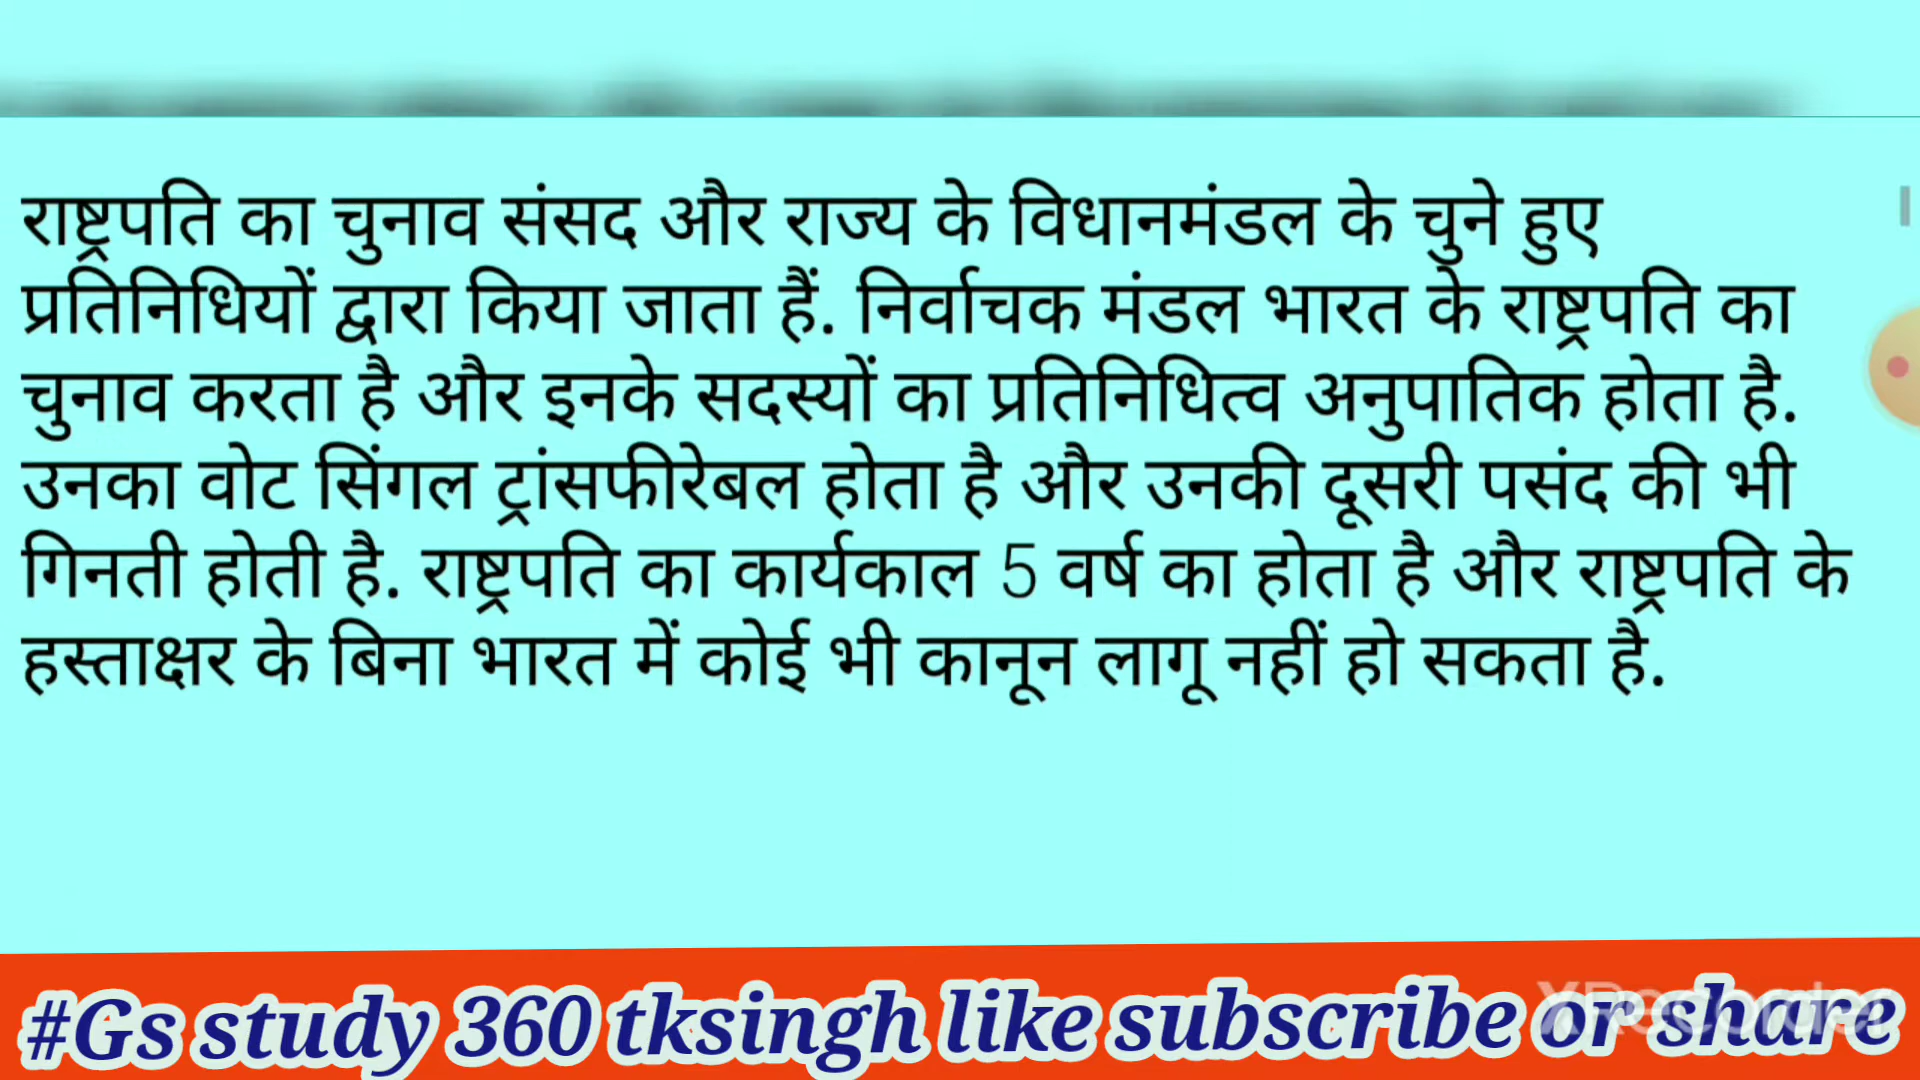 राष्ट्रपति का चुनाव संसद और राज्य के विधानमंडल के चुने हुए
प्रतिनिधियों द्वारा किया जाता हैं. निर्वाचक मंडल भारत के राष्ट्रपति का
चुनाव करता है और इनके सदस्यों का प्रतिनिधित्व अनुपातिक होता है.
उनका वोट सिंगल ट्रांसफीरेबल होता है और उनकी दूसरी पसंद की भी
गिनती होती है. राष्ट्रपति का कार्यकाल 5 वर्ष का होता है और राष्ट्रपति के
हस्ताक्षर के बिना भारत में कोई भी कानून लागू नहीं हो सकता है.
#Gs study 360 tksingh like subscribe or share
XRecorder